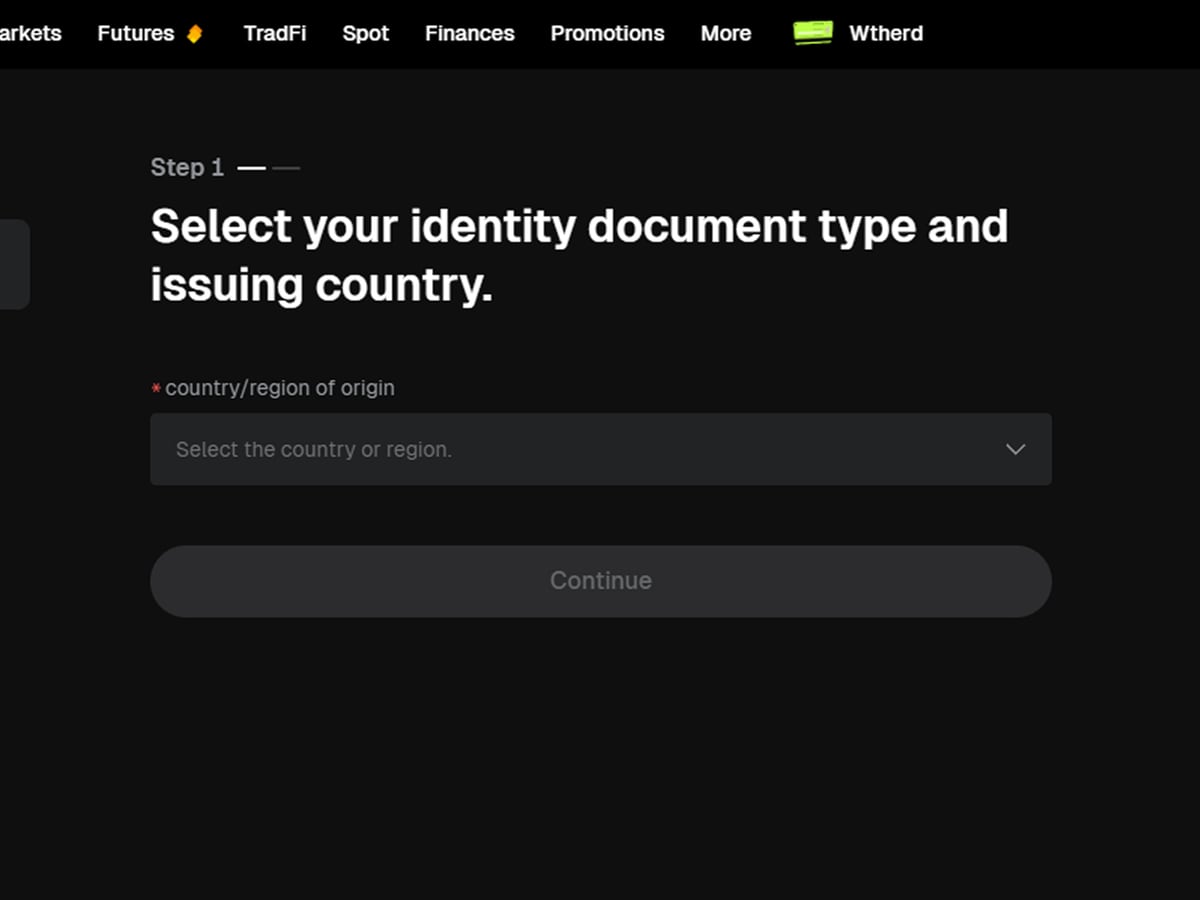 arkets Futures TradFi Spot Finances Promotions More Wtherd
Step 1
Select your identity document type and
issuing country.
* country/region of origin
Select the country or region.
Continue